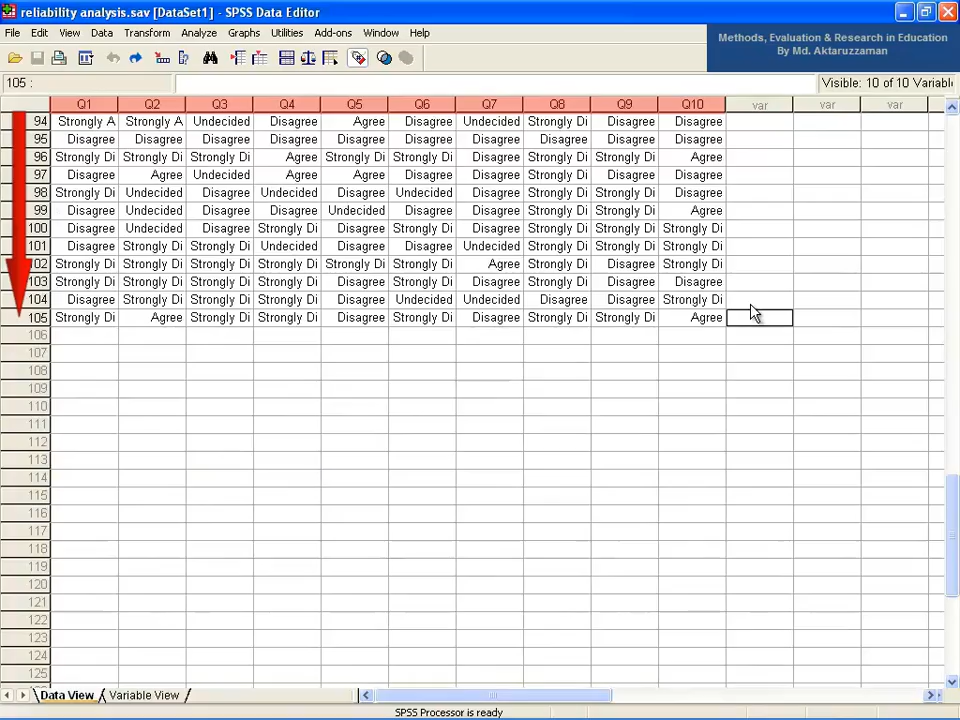 reliability analysis.sav [DataSet1] - SPSS Data Editor
File Edit View Data Transform Analyze Graphs Utilities Add-ons Window Help
Methods, Evaluation & Research in Education
By Md. Aktaruzzaman
105 :
Visible: 10 of 10 Variabl
Q1 Q2 Q3 Q4 Q5 Q6 Q7 Q8 Q9 Q10 var var var
94 Strongly A Strongly A Undecided Disagree Agree Disagree Undecided Strongly Di Disagree Disagree
95 Disagree Disagree Disagree Disagree Disagree Disagree Disagree Disagree Disagree Disagree
96 Strongly Di Strongly Di Strongly Di Agree Strongly Di Strongly Di Disagree Strongly Di Strongly Di Agree
97 Disagree Agree Undecided Agree Agree Disagree Disagree Strongly Di Disagree Disagree
98 Strongly Di Undecided Disagree Undecided Disagree Undecided Disagree Strongly Di Strongly Di Disagree
99 Disagree Undecided Disagree Disagree Undecided Disagree Disagree Strongly Di Strongly Di Agree
100 Disagree Undecided Disagree Strongly Di Disagree Disagree Disagree Strongly Di Strongly Di Strongly Di
101 Disagree Strongly Di Strongly Di Undecided Disagree Disagree Undecided Strongly Di Strongly Di Strongly Di
102 Strongly Di Strongly Di Strongly Di Strongly Di Strongly Di Strongly Di Agree Strongly Di Disagree Strongly Di
103 Strongly Di Strongly Di Strongly Di Strongly Di Disagree Strongly Di Disagree Strongly Di Strongly Di Disagree
104 Disagree Strongly Di Strongly Di Strongly Di Disagree Undecided Undecided Disagree Disagree Strongly Di
105 Strongly Di Agree Strongly Di Strongly Di Disagree Strongly Di Disagree Strongly Di Strongly Di Agree
106
107
108
109
110
111
112
113
114
115
116
117
118
119
120
121
122
123
124
125
Data View Variable View
SPSS Processor is ready